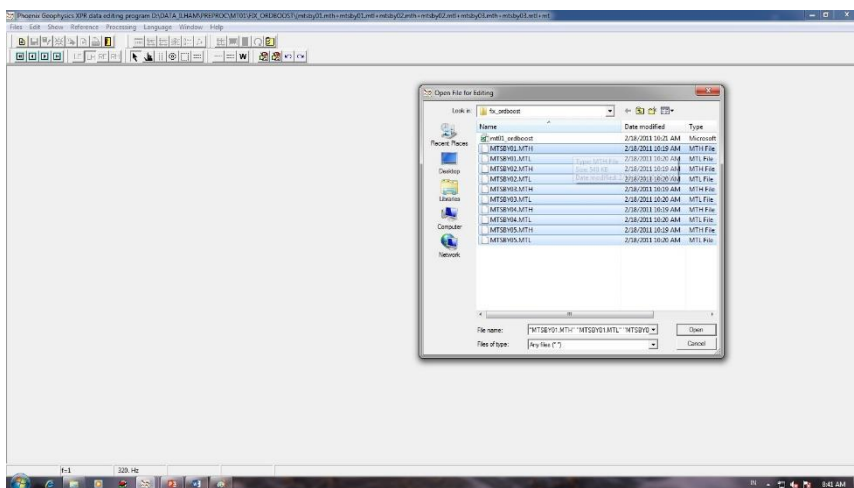 Phoenix Geophysics XPR data editing program D:\DATA_ILHAM\PREPROC\MT01\FIX_ORDBOOST\(mtsby01.mth+mtsby01.mtl+mtsby02.mth+mtsby02.mtl+mtsby03.mth+mtsby03.mtl+mt
Files Edit Show Reference Processing Language Window Help
Open File for Editing
Look in: fix_ordboost
Name Date modified Type
mt01_ordboost 2/18/2011 10:21 AM Microsoft
MTSBY01.MTH 2/18/2011 10:19 AM MTH File
MTSBY01.MTL 2/18/2011 10:20 AM MTL File
MTSBY02.MTH 2/18/2011 10:19 AM MTH File
MTSBY02.MTL 2/18/2011 10:20 AM MTL File
MTSBY03.MTH 2/18/2011 10:19 AM MTH File
MTSBY03.MTL 2/18/2011 10:20 AM MTL File
MTSBY04.MTH 2/18/2011 10:19 AM MTH File
MTSBY04.MTL 2/18/2011 10:20 AM MTL File
MTSBY05.MTH 2/18/2011 10:19 AM MTH File
MTSBY05.MTL 2/18/2011 10:20 AM MTL File
Recent Places
Desktop
Libraries
Computer
Network
File name: "MTSBY01.MTH" "MTSBY01.MTL" "MTSBY0
Open
Files of type: Any files (*.*)
Cancel
f=1 320. Hz
IN 8:41 AM